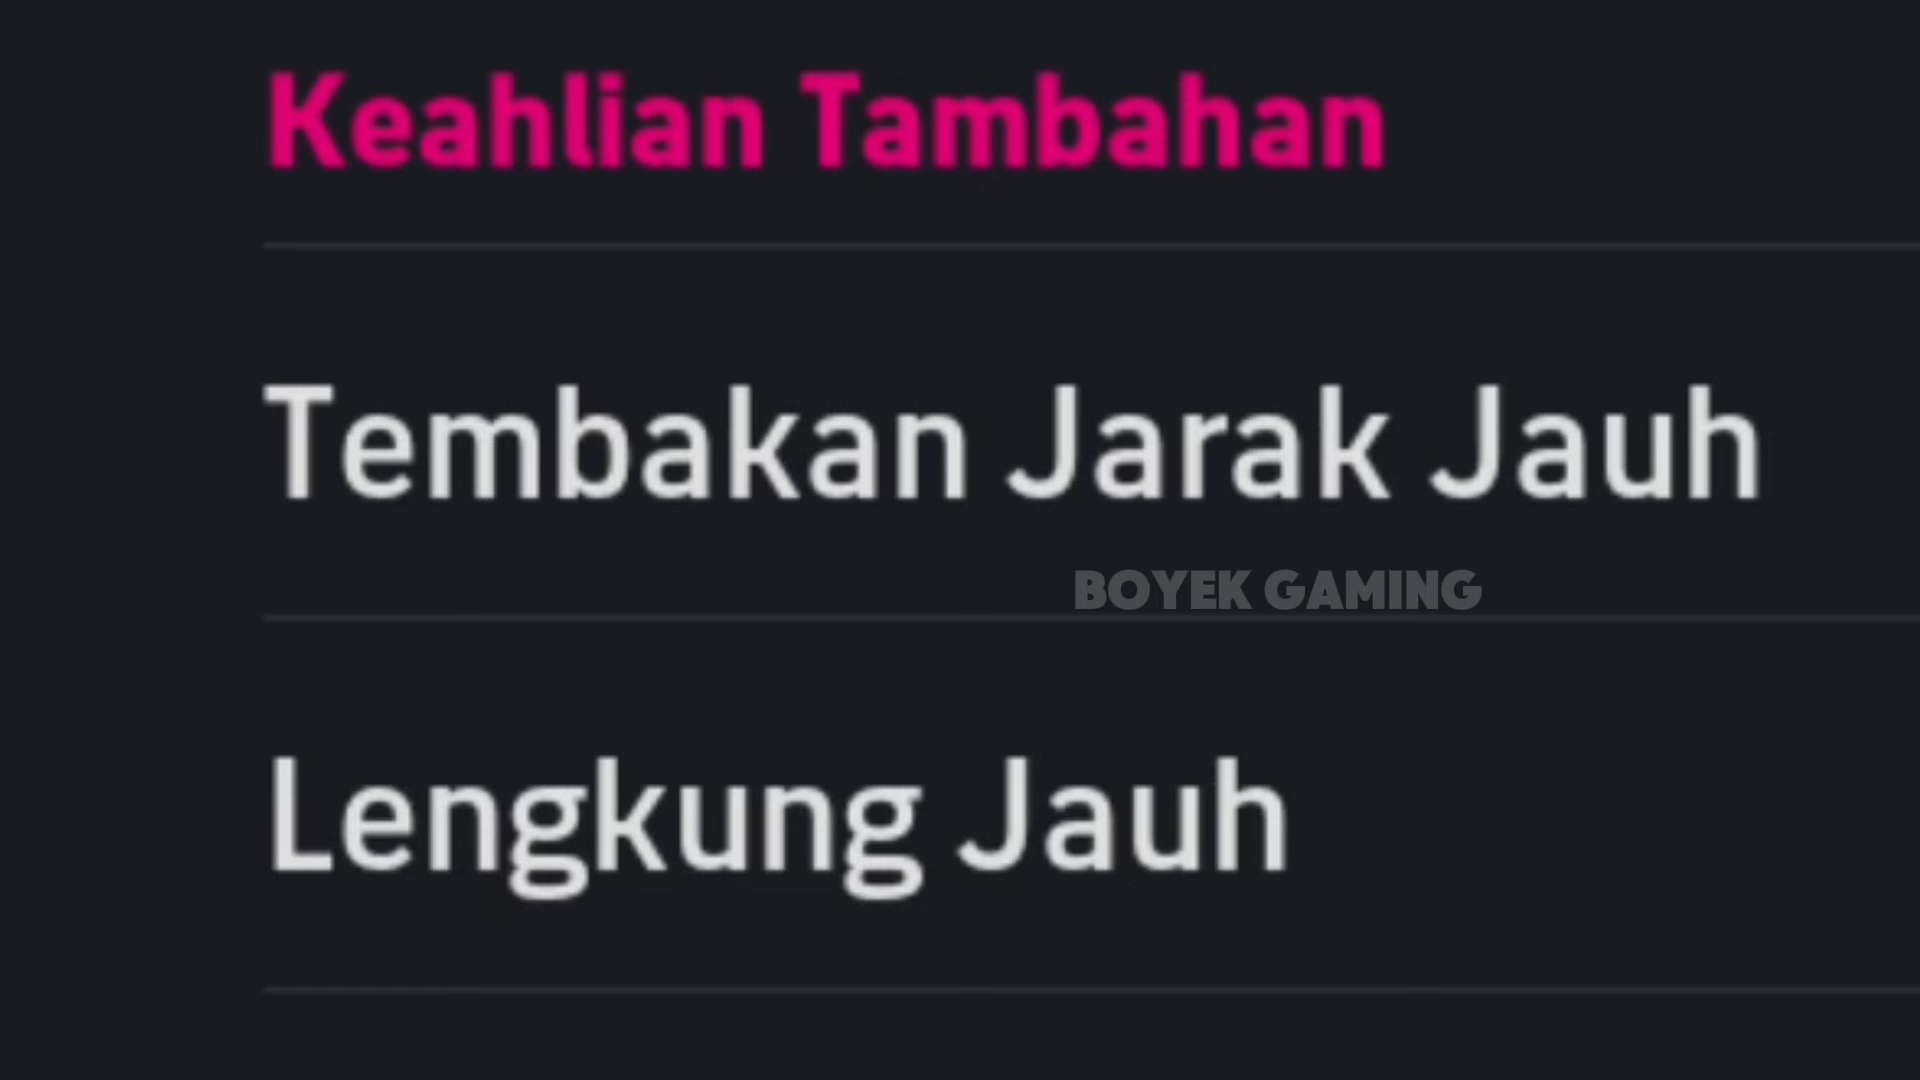 Keahlian Tambahan
Tembakan Jarak Jauh
BOYEK GAMING
Lengkung Jauh